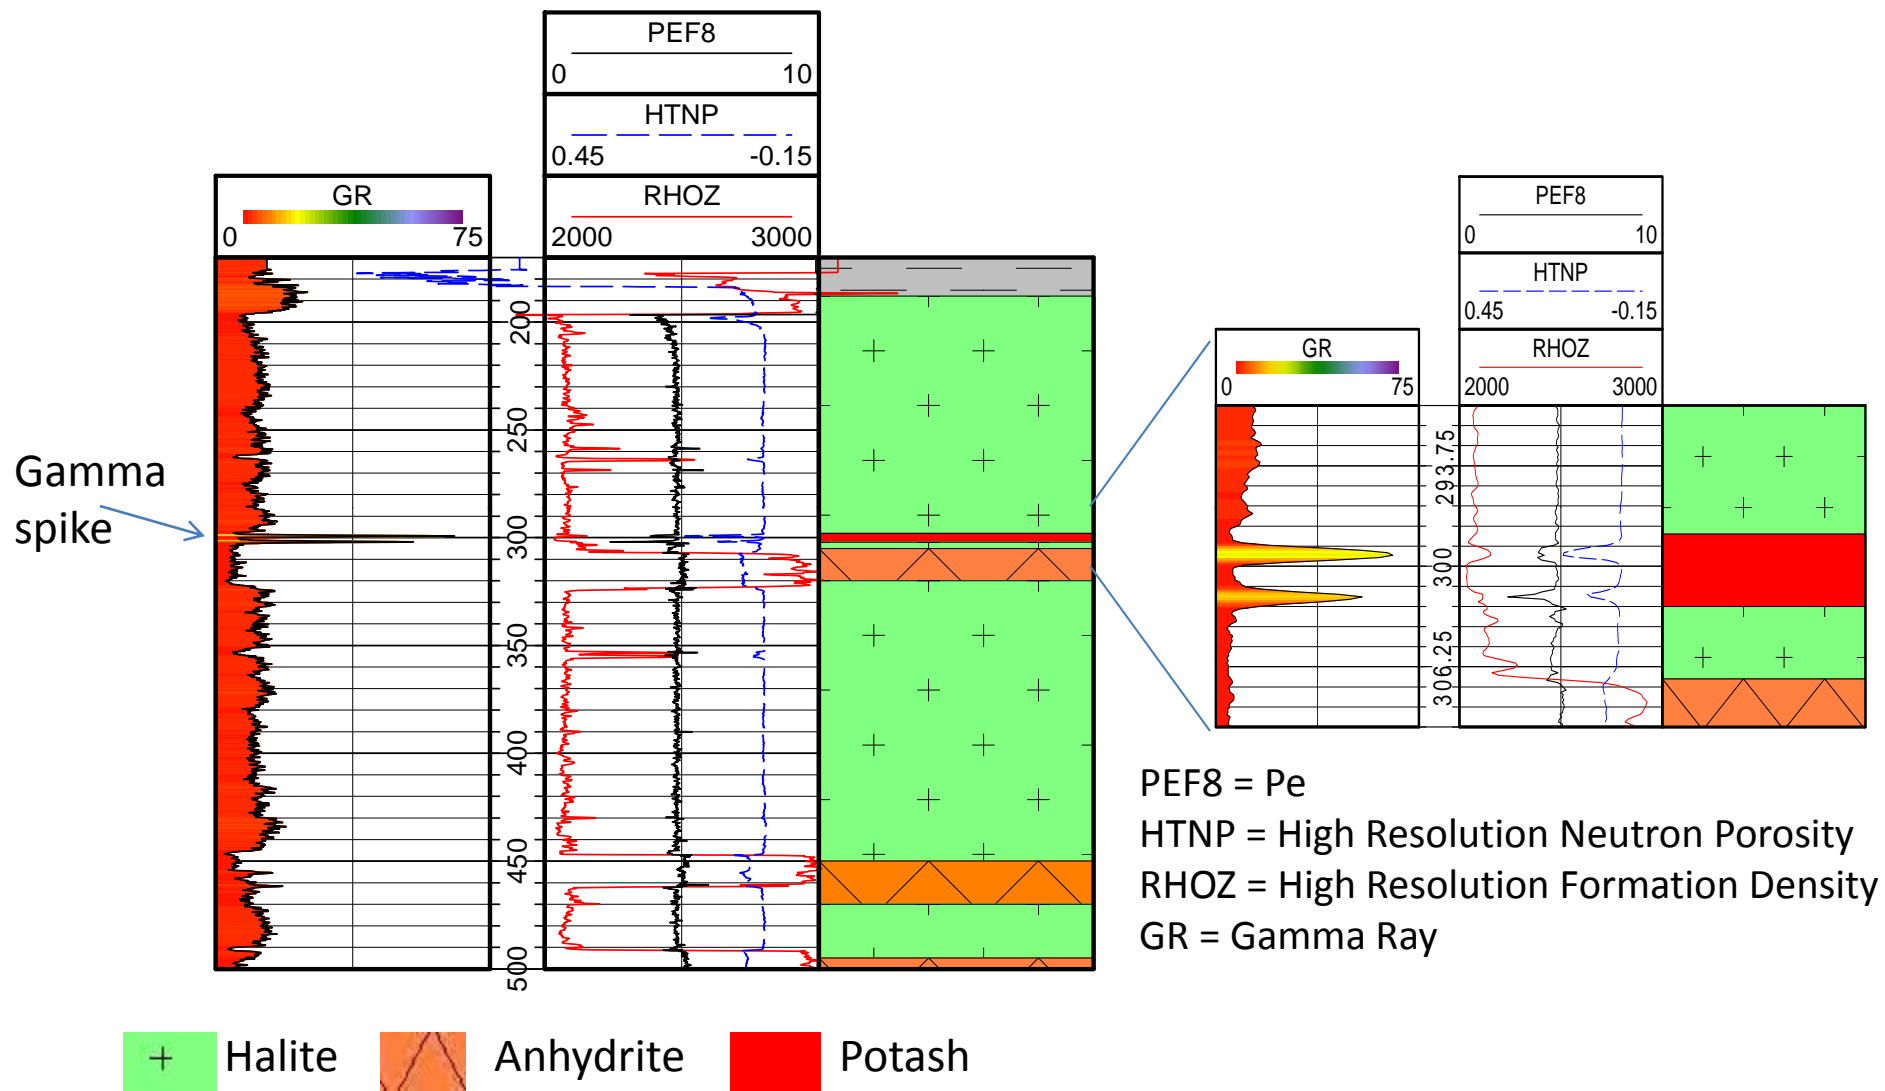 PEF8
0 10
HTNP
0.45 -0.15
GR
0 75
RHOZ
2000 3000
200
250
300
350
400
450
500
Gamma
spike
PEF8
0 10
HTNP
0.45 -0.15
GR
0 75
RHOZ
2000 3000
293.75
300
306.25
PEF8 = Pe
HTNP = High Resolution Neutron Porosity
RHOZ = High Resolution Formation Density
GR = Gamma Ray
Halite
Anhydrite
Potash